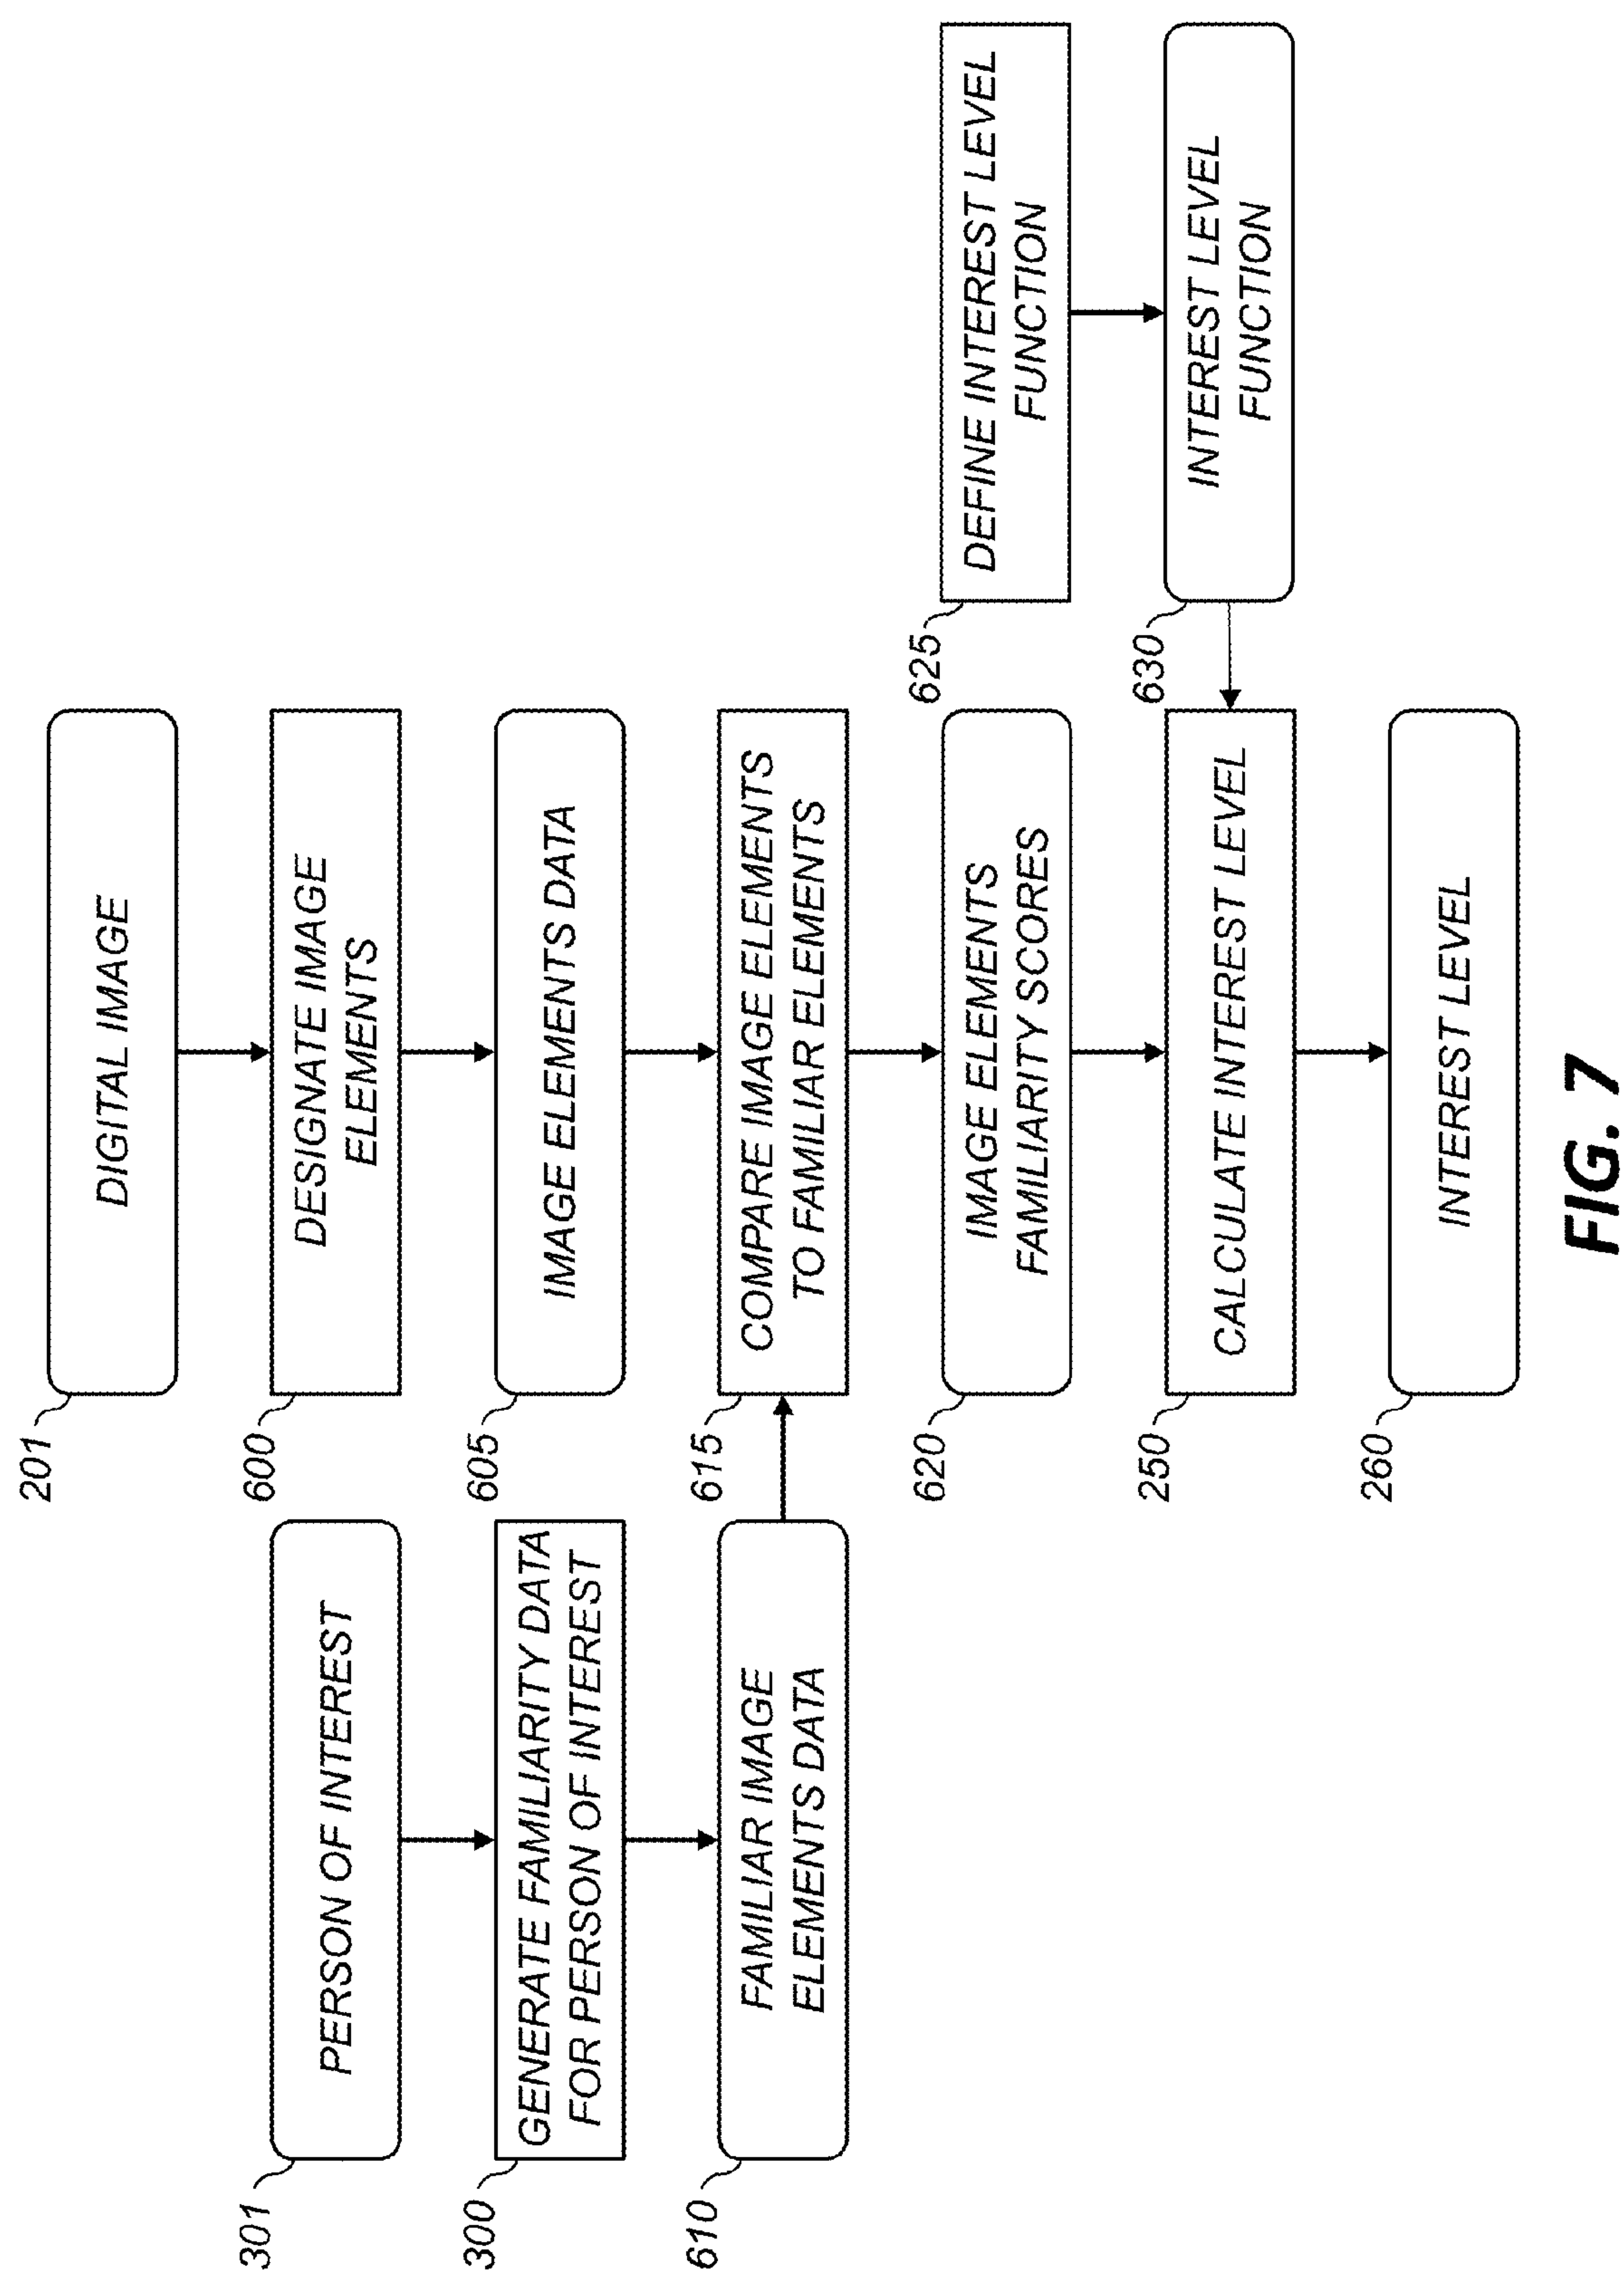 201
DIGITAL IMAGE
301
PERSON OF INTEREST
600
DESIGNATE IMAGE
ELEMENTS
300
GENERATE FAMILIARITY DATA
FOR PERSON OF INTEREST
605
IMAGE ELEMENTS DATA
610
FAMILIAR IMAGE
ELEMENTS DATA
615
COMPARE IMAGE ELEMENTS
TO FAMILIAR ELEMENTS
620
IMAGE ELEMENTS
FAMILIARITY SCORES
625
DEFINE INTEREST LEVEL
FUNCTION
250
CALCULATE INTEREST LEVEL
630
INTEREST LEVEL
FUNCTION
260
INTEREST LEVEL
FIG. 7